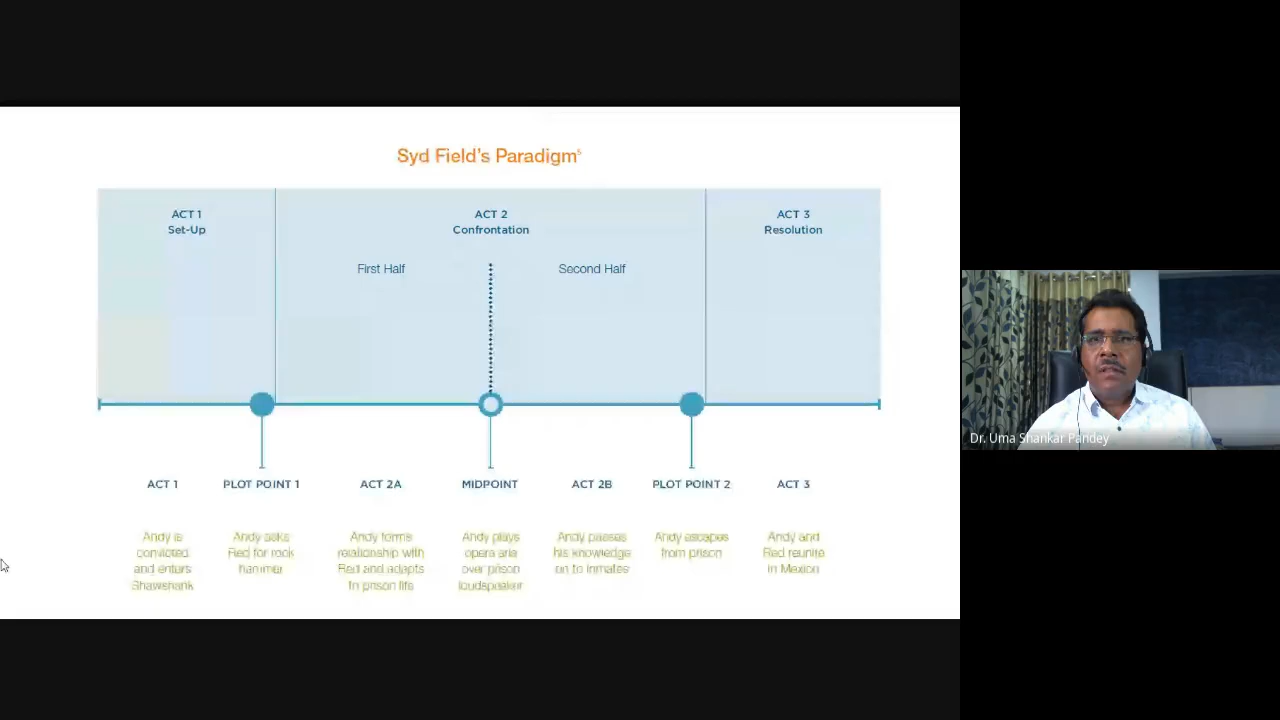 Syd Field's Paradigm⁵
ACT 1
Set-Up
ACT 2
Confrontation
ACT 3
Resolution
First Half
Second Half
ACT 1
PLOT POINT 1
ACT 2A
MIDPOINT
ACT 2B
PLOT POINT 2
ACT 3
Andy is
convicted
and enters
Shawshank
Andy asks
Red for rock
hammer
Andy forms
relationship with
Red and adapts
to prison life
Andy plays
opera aria
over prison
loudspeaker
Andy passes
his knowledge
on to inmates
Andy escapes
from prison
Andy and
Red reunite
in Mexico
Dr. Uma Shankar Pandey